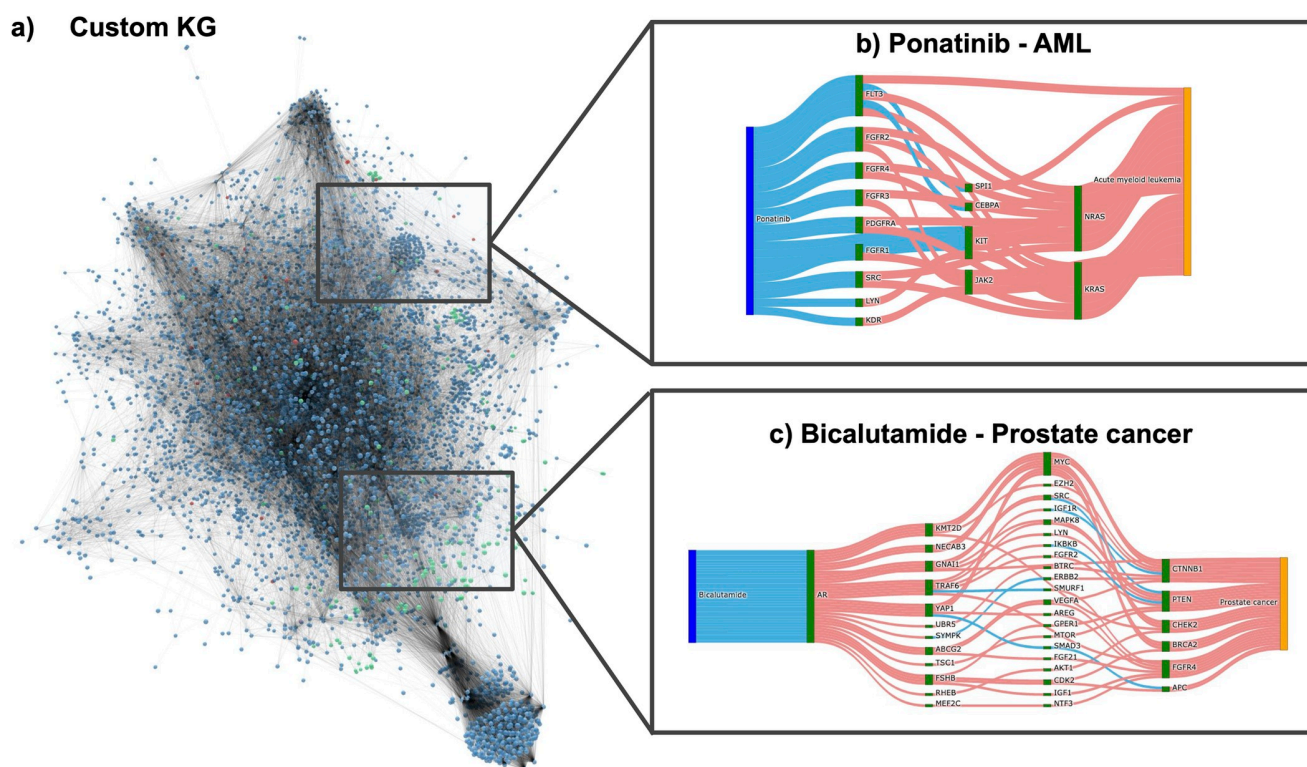 a) Custom KG
b) Ponatinib - AML
FLT3
FGFR2
FGFR4
FGFR3
PDGFRA
FGFR1
SRC
LYN
KDR
Ponatinib
SPI1
CEBPA
KIT
JAK2
NRAS
KRAS
Acute myeloid leukemia
c) Bicalutamide - Prostate cancer
Bicalutamide
AR
KMT2D
NECAB3
GNAI1
TRAF6
YAP1
UBR5
SYMPK
ABCG2
TSC1
FSHB
RHEB
MEF2C
MYC
EZH2
SRC
IGF1R
MAPK8
LYN
IKBKB
FGFR2
BTRC
ERBB2
SMURF1
VEGFA
AREG
GPER1
MTOR
SMAD3
FGF21
AKT1
CDK2
IGF1
NTF3
CTNNB1
PTEN
CHEK2
BRCA2
FGFR4
APC
Prostate cancer